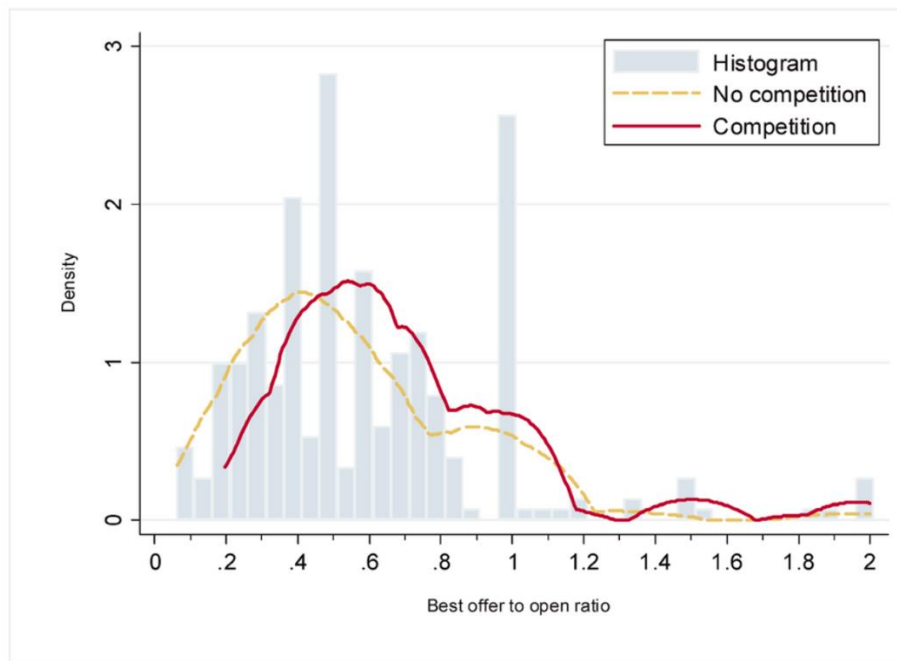 3
2
1
0
Density
Histogram
No competition
Competition
0 .2 .4 .6 .8 1 1.2 1.4 1.6 1.8 2
Best offer to open ratio